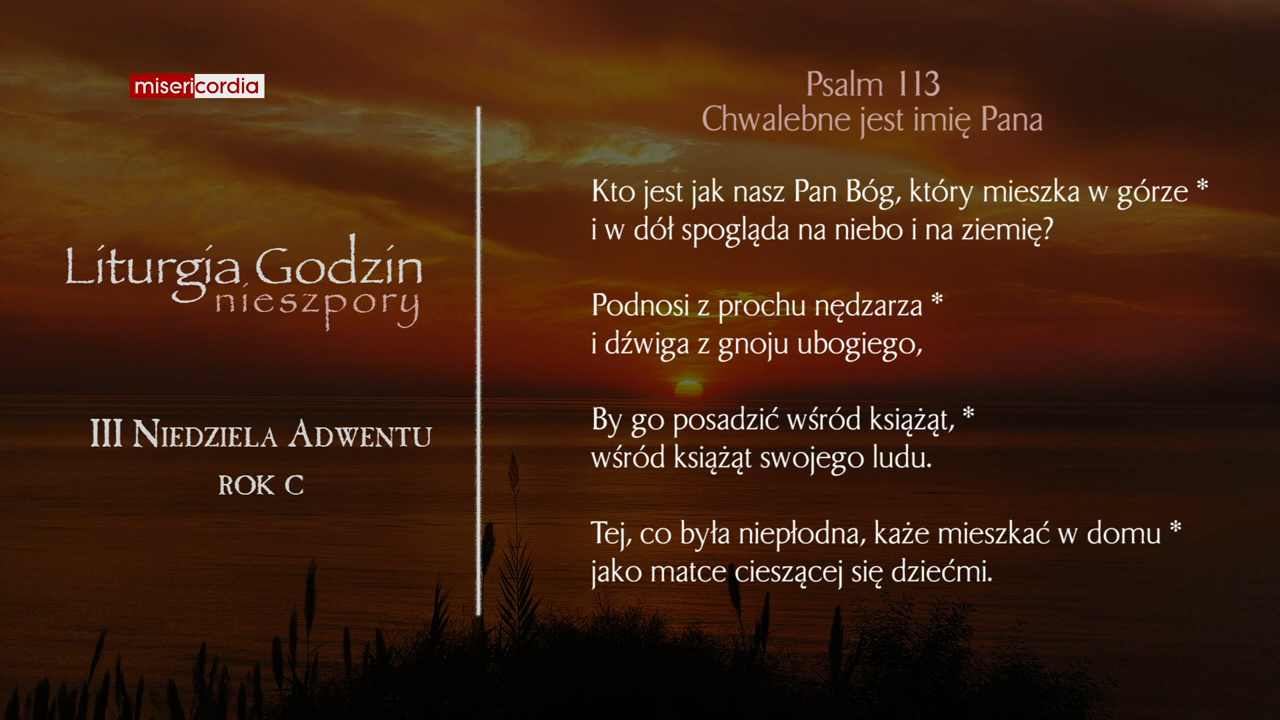 misericordia
Liturgia Godzin
nieszpory
III Niedziela Adwentu
rok C
Psalm 113
Chwalebne jest imię Pana
Kto jest jak nasz Pan Bóg, który mieszka w górze *
i w dół spogląda na niebo i na ziemię?
Podnosi z prochu nędzarza *
i dźwiga z gnoju ubogiego,
By go posadzić wśród książąt, *
wśród książąt swojego ludu.
Tej, co była niepłodna, każe mieszkać w domu *
jako matce cieszącej się dziećmi.